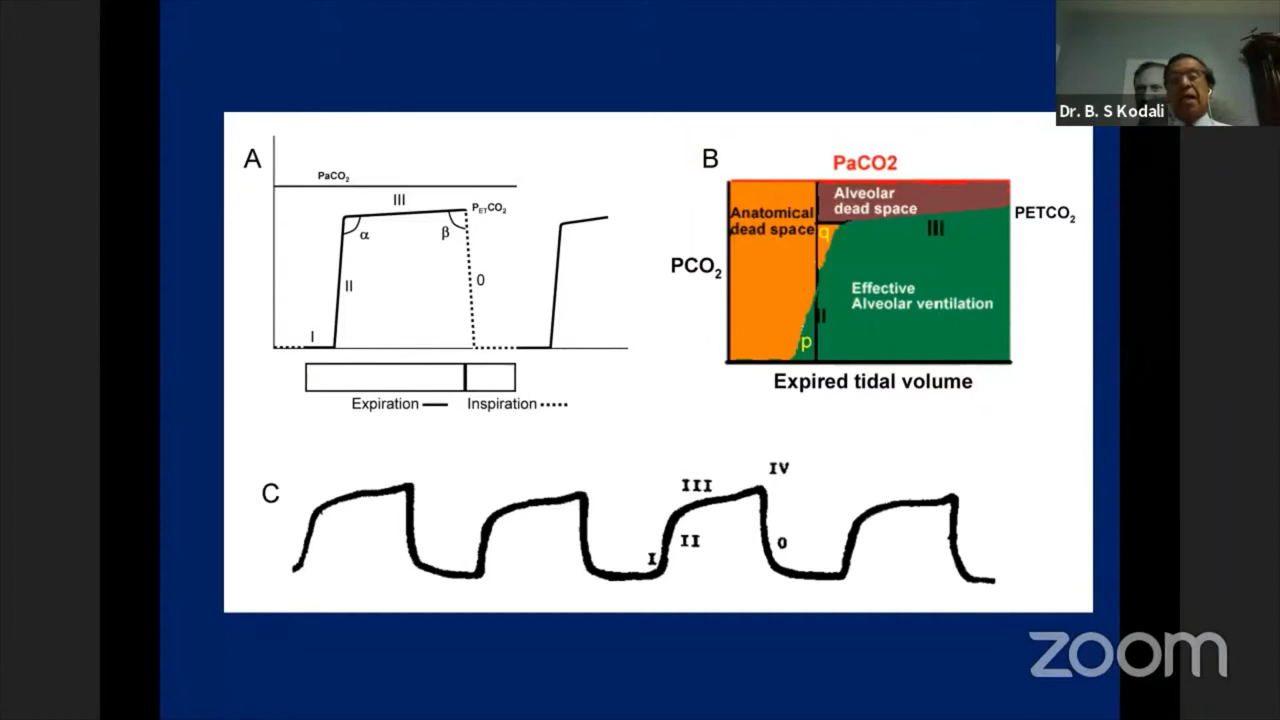 Dr. B. S Kodali
A
PaCO2
III
PETCO2
α
β
II
0
I
Expiration
Inspiration
B
PaCO2
Alveolar
dead space
Anatomical
dead space
q
III
PETCO2
PCO2
Effective
Alveolar ventilation
II
p
Expired tidal volume
C
IV
III
II
I
0
zoom